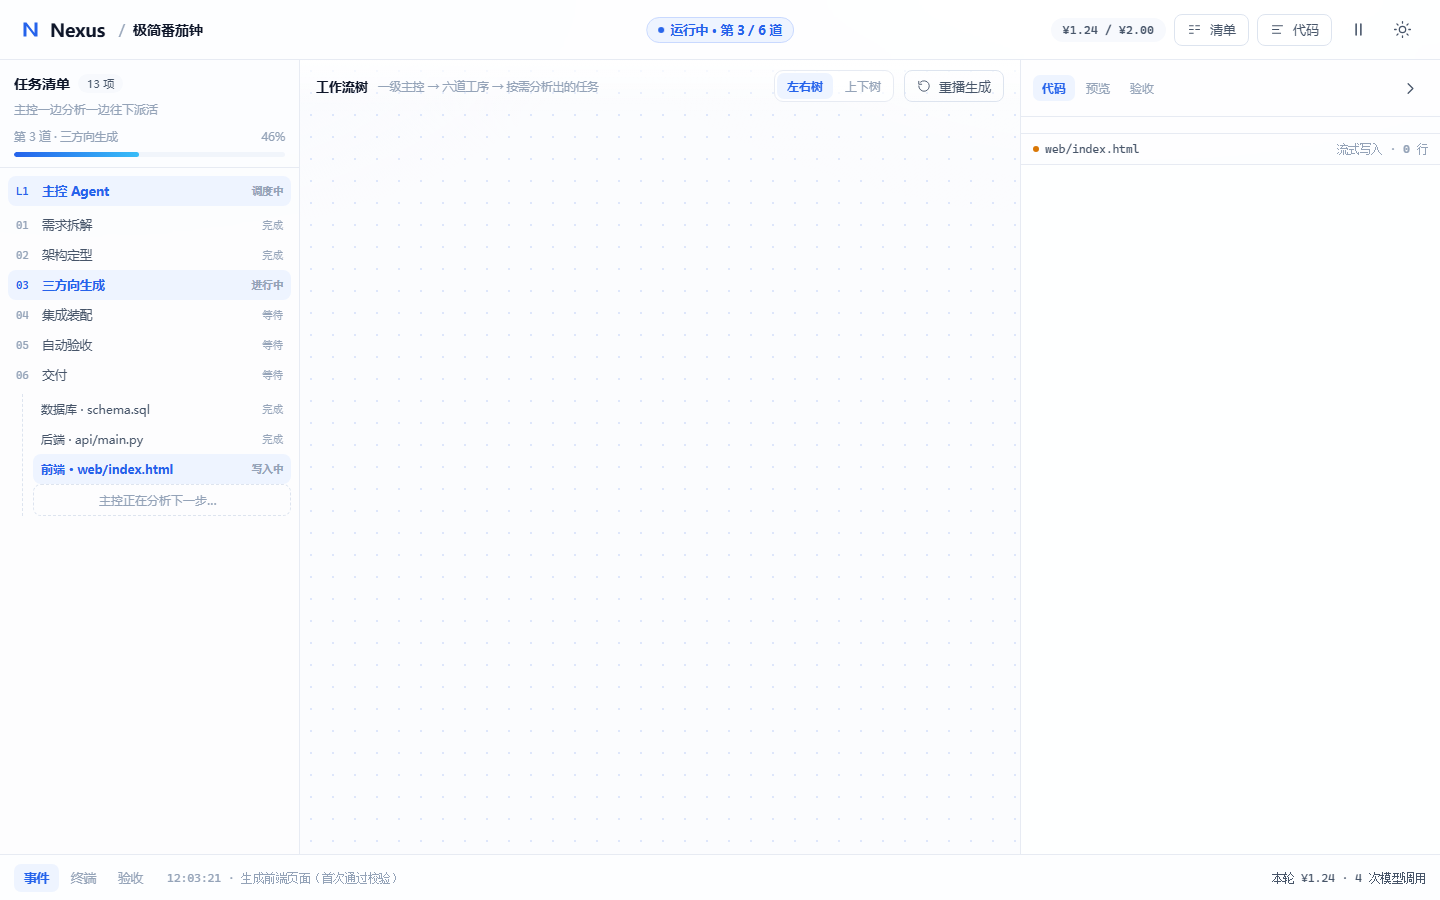 Nexus / 极简番茄钟
运行中 • 第 3 / 6 道
¥1.24 / ¥2.00
清单
代码
任务清单 13 项
主控一边分析一边往下派活
第 3 道 · 三方向生成 46%
L1 主控 Agent 调度中
01 需求拆解 完成
02 架构定型 完成
03 三方向生成 进行中
04 集成装配 等待
05 自动验收 等待
06 交付 等待
数据库 · schema.sql 完成
后端 · api/main.py 完成
前端 • web/index.html 写入中
主控正在分析下一步...
工作流树 一级主控 → 六道工序 → 按需分析出的任务
左右树 上下树
重播生成
代码 预览 验收
web/index.html 流式写入 · 0 行
事件 终端 验收 12:03:21 · 生成前端页面（首次通过校验）
本轮 ¥1.24 · 4 次模型调用